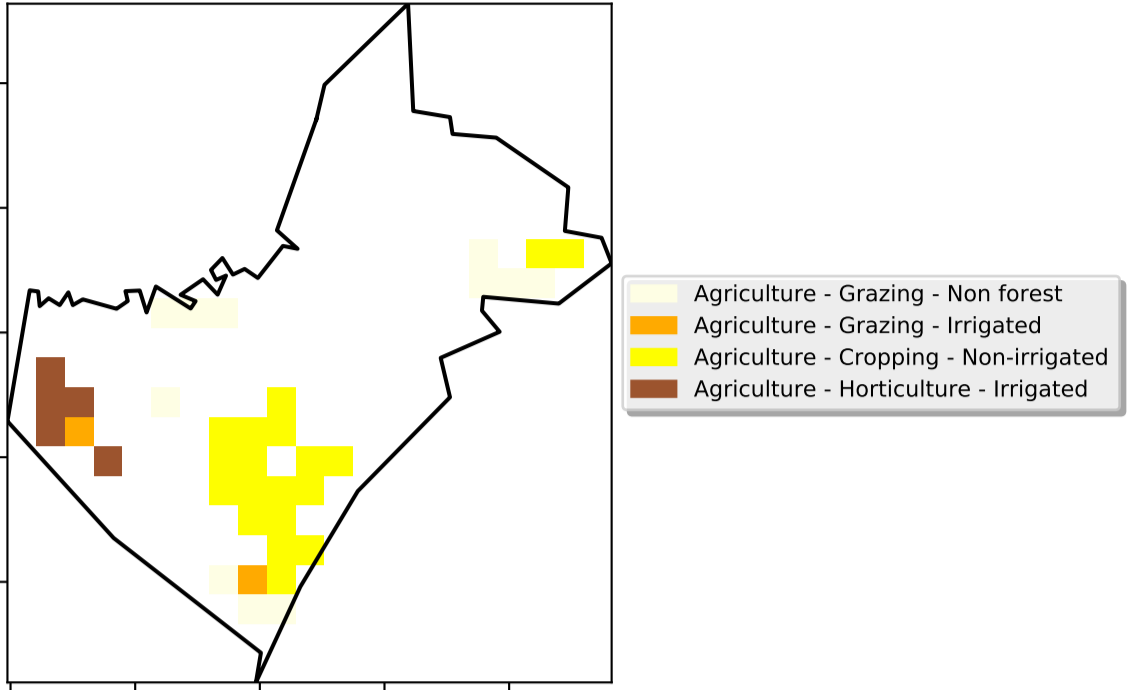 Agriculture - Grazing - Non forest
Agriculture - Grazing - Irrigated
Agriculture - Cropping - Non-irrigated
Agriculture - Horticulture - Irrigated